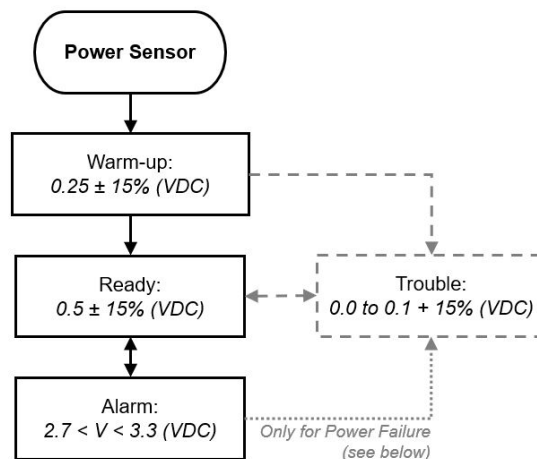 Power Sensor
Warm-up:
0.25 ± 15% (VDC)
Ready:
0.5 ± 15% (VDC)
Trouble:
0.0 to 0.1 + 15% (VDC)
Alarm:
2.7 < V < 3.3 (VDC)
Only for Power Failure
(see below)